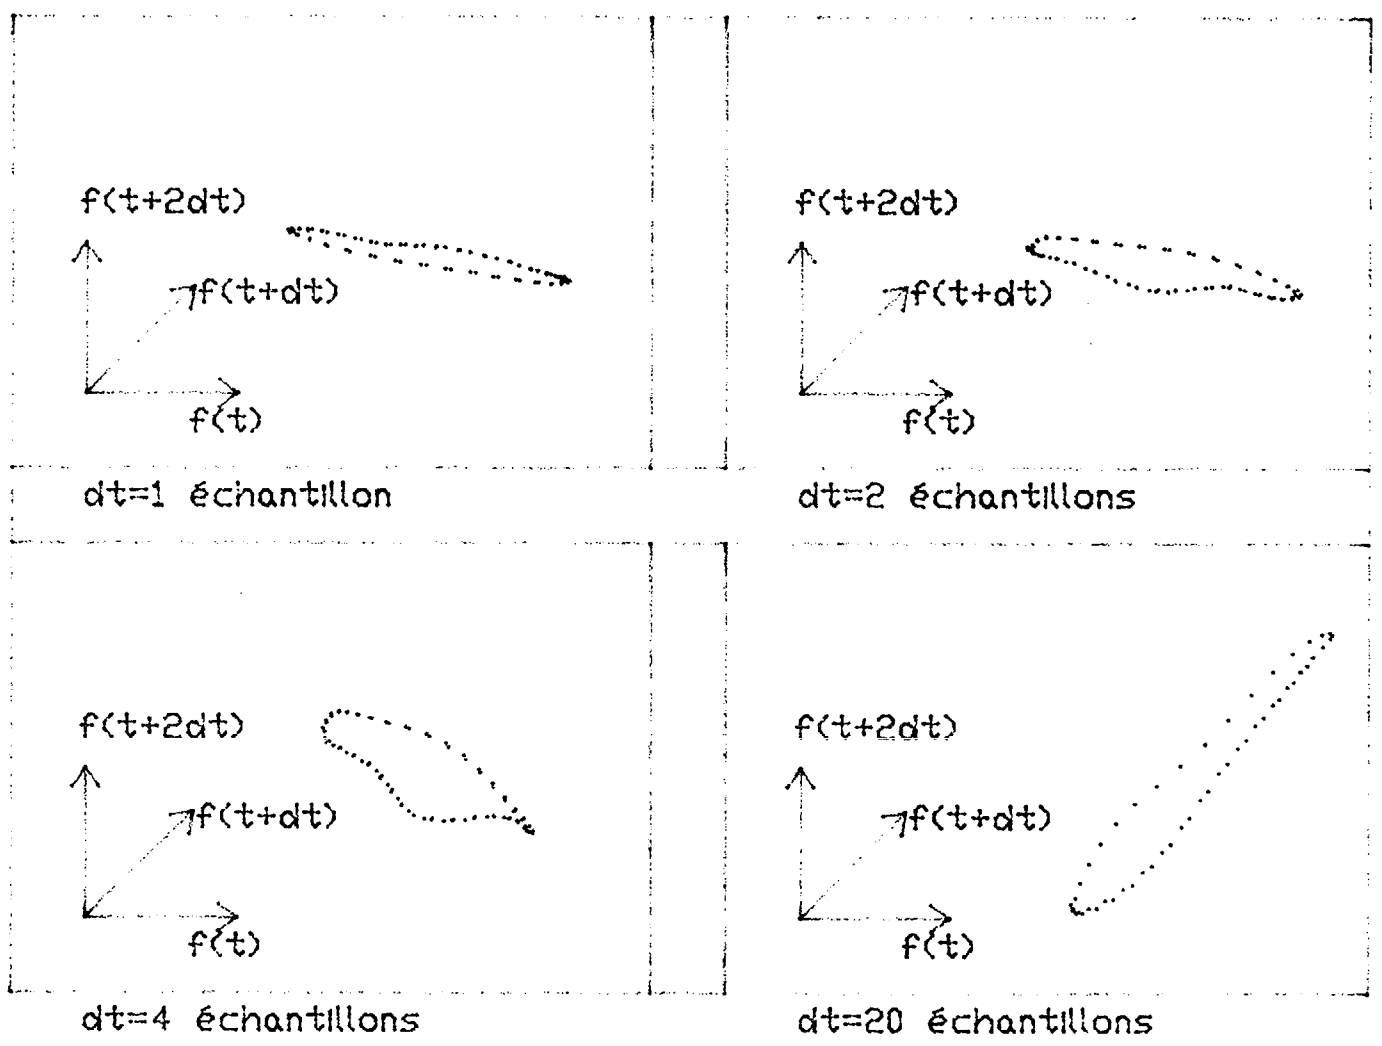 f(t+2dt)
f(t+dt)
f(t)
dt=1 échantillon
f(t+2dt)
f(t+dt)
f(t)
dt=2 échantillons
f(t+2dt)
f(t+dt)
f(t)
dt=4 échantillons
f(t+2dt)
f(t+dt)
f(t)
dt=20 échantillons